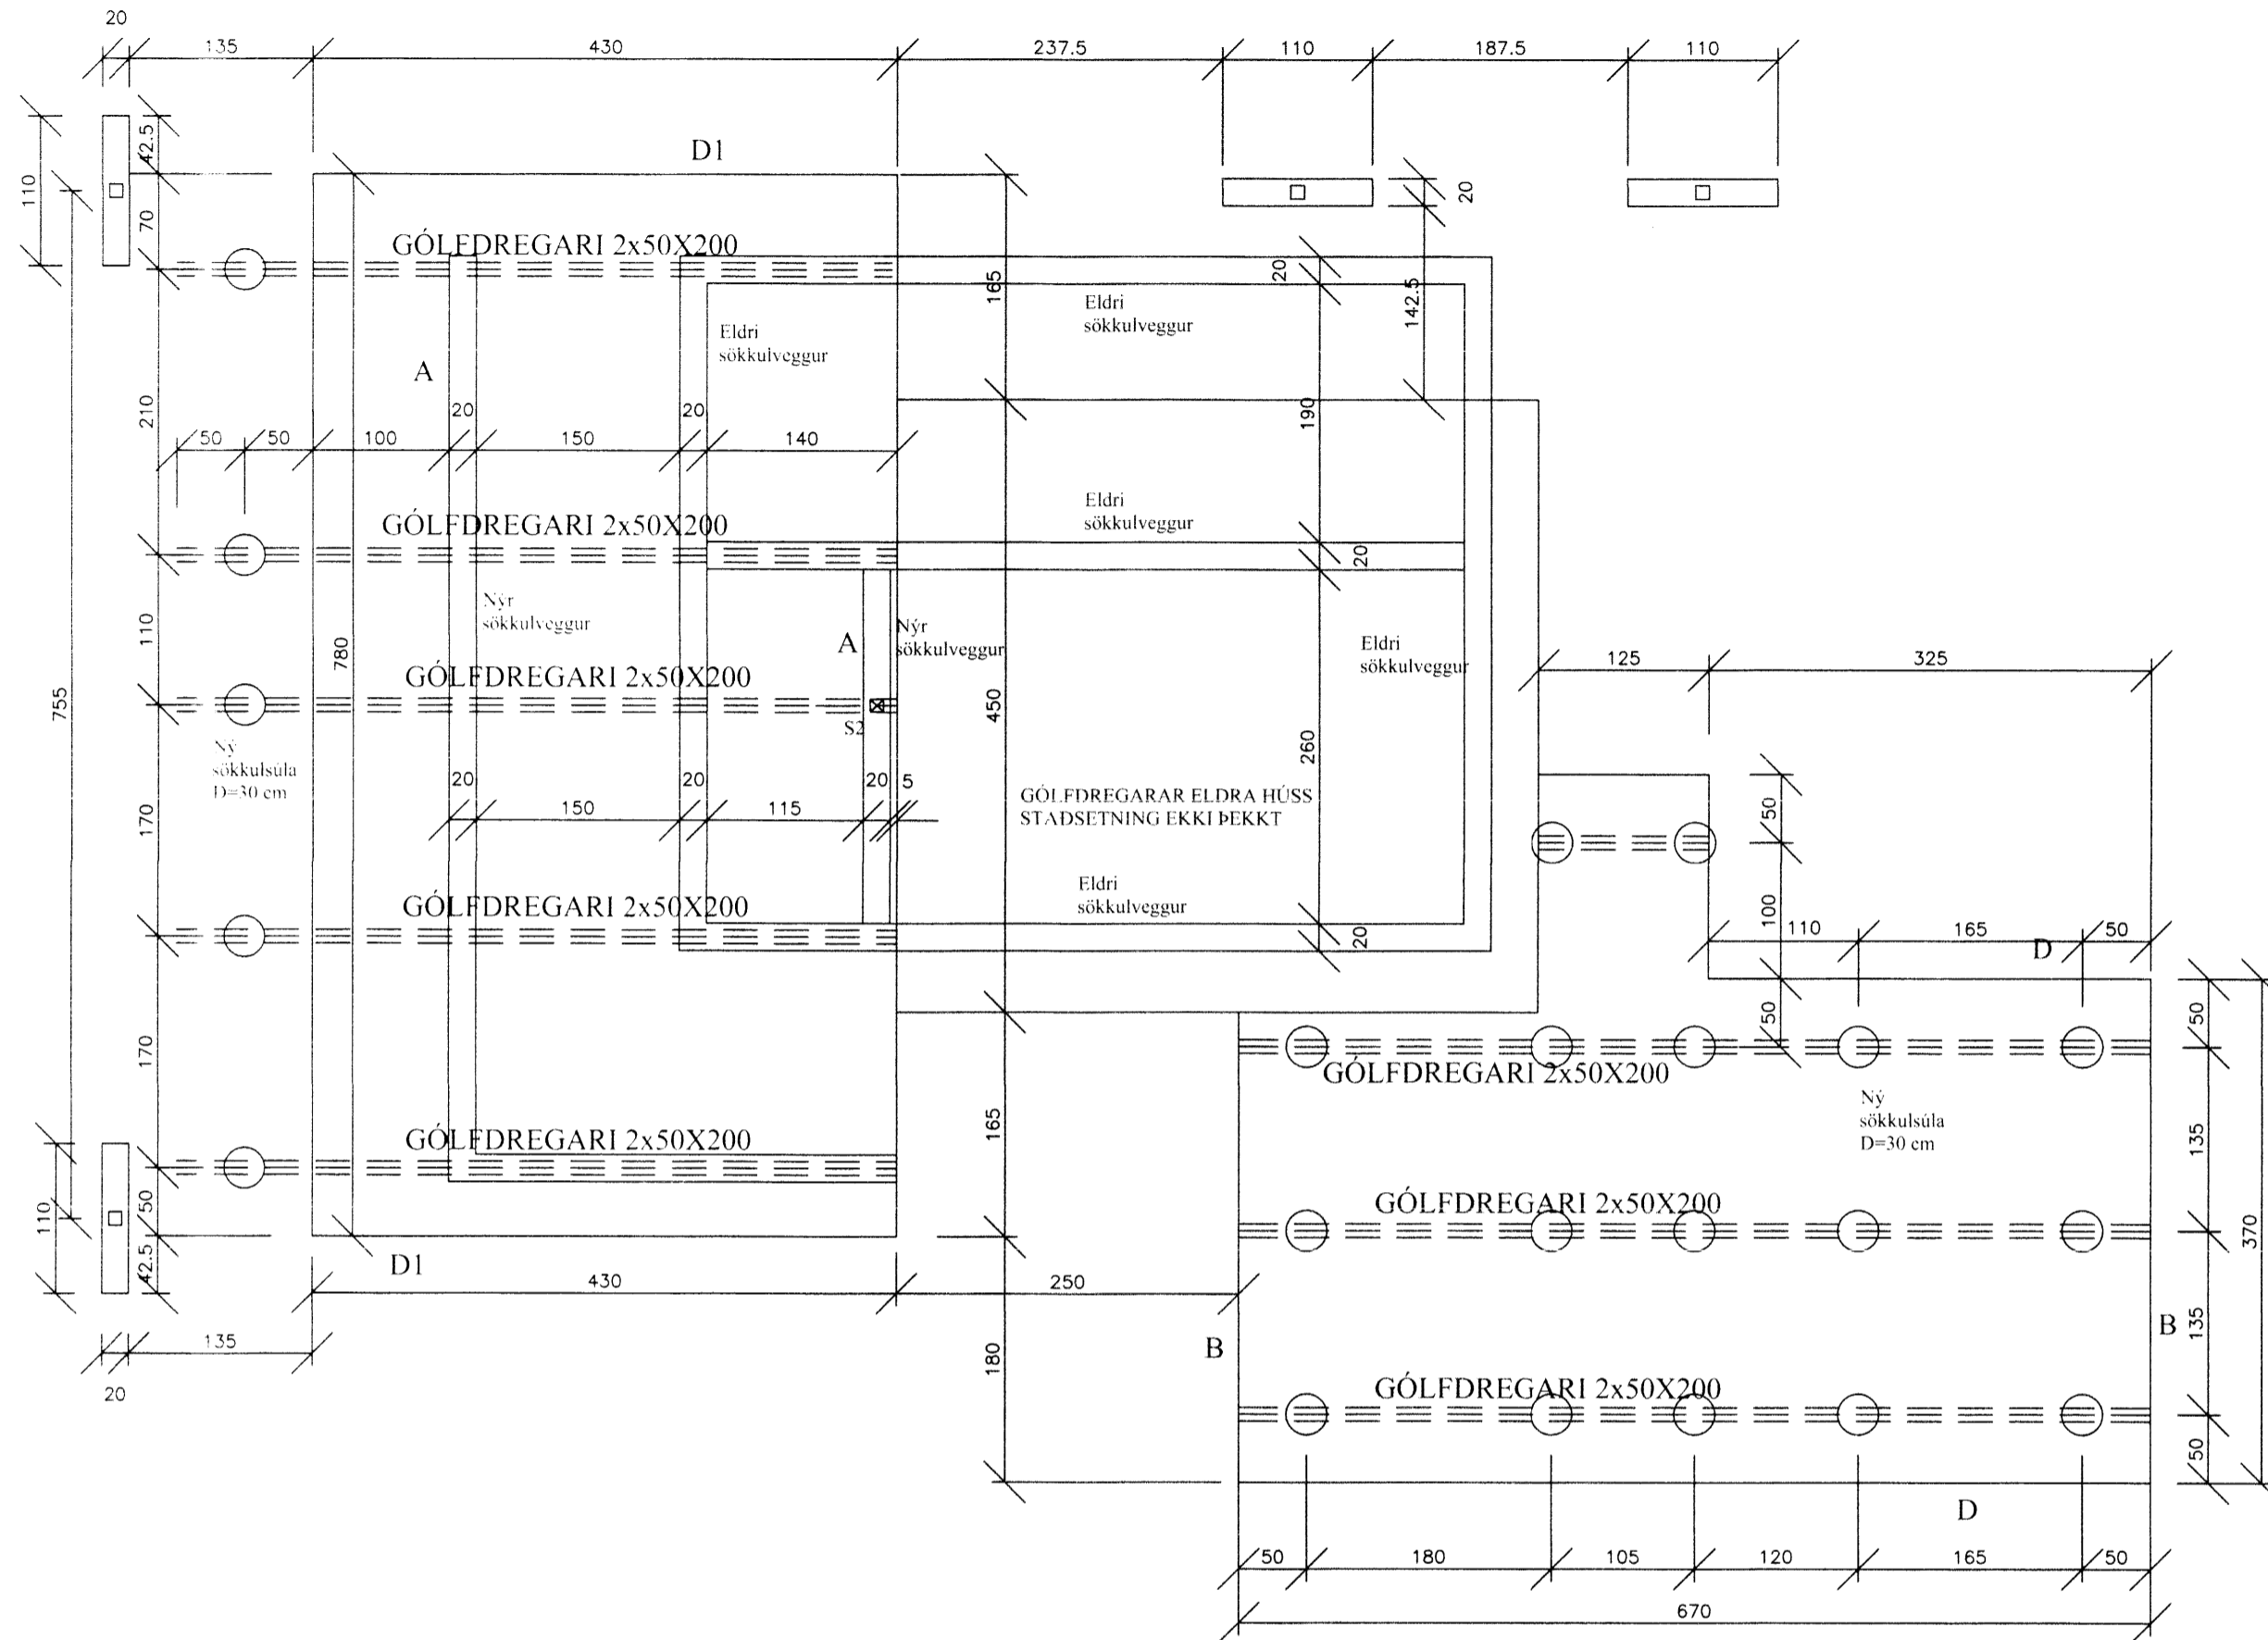 20
135
430
237.5
110
187.5
110
D1
42.5
110
70
20
GÓLFDREGARI 2x50X200
165
20
142.5
Eldri
sökkulveggur
Eldri
sökkulveggur
A
210
20
20
190
50
50
100
150
140
Eldri
sökkulveggur
GÓLFDREGARI 2x50X200
20
Nýr
sökkulveggur
110
780
A
Nýr
sökkulveggur
Eldri
sökkulveggur
125
325
GÓLFDREGARI 2x50X200
755
450
S2
260
Ný
sökkulsúla
D=30 cm
20
20
20
5
150
115
170
GÓLFDREGARAR ELDRA HÚSS
STAÐSETNING EKKI ÞEKKT
50
Eldri
sökkulveggur
GÓLFDREGARI 2x50X200
100
20
110
165
50
D
50
50
170
GÓLFDREGARI 2x50X200
Ný
sökkulsúla
D=30 cm
165
135
GÓLFDREGARI 2x50X200
110
50
GÓLFDREGARI 2x50X200
370
42.5
D1
430
250
135
20
B
180
B
135
GÓLFDREGARI 2x50X200
50
D
50
180
105
120
165
50
670